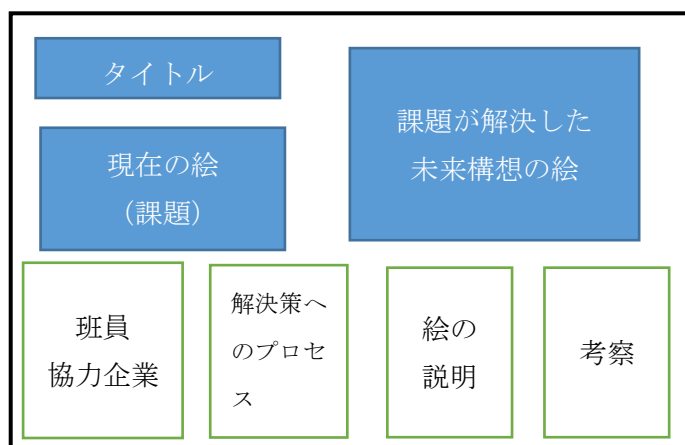 タイトル
課題が解決した
未来構想の絵
現在の絵
（課題）
班員
協力企業
解決策へ
のプロセ
ス
絵の
説明
考察